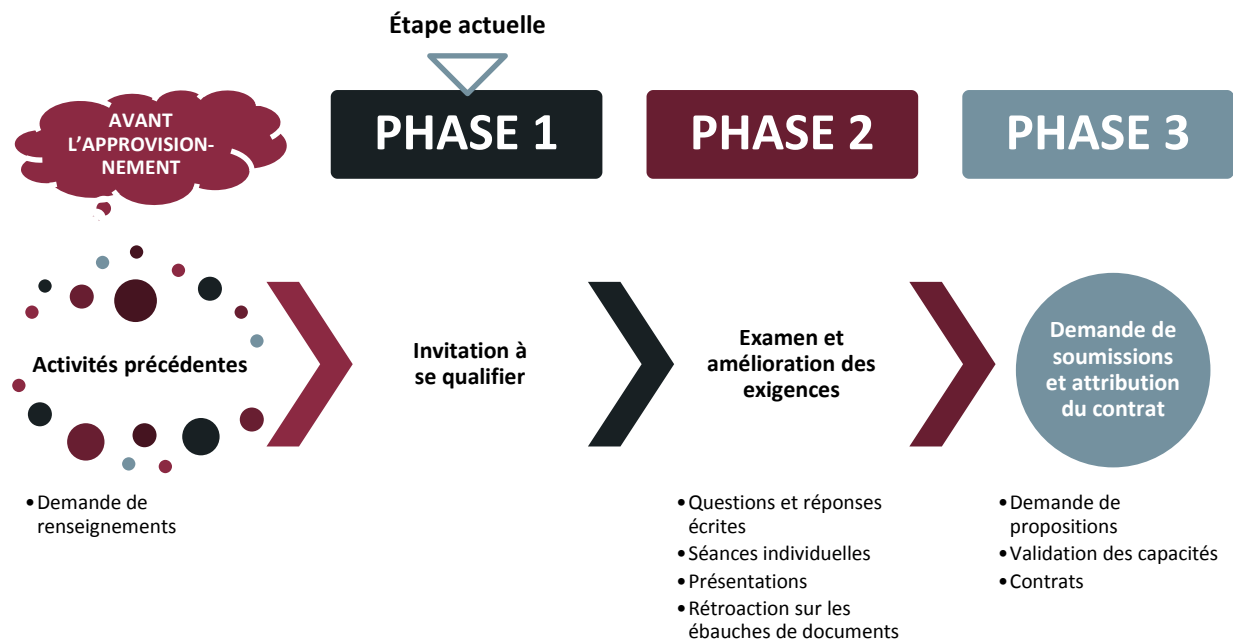 Étape actuelle
AVANT
L’APPROVISION-
NEMENT
PHASE 1
PHASE 2
PHASE 3
Activités précédentes
Invitation à
se qualifier
Examen et
amélioration des
exigences
Demande de
soumissions
et attribution
du contrat
•Demande de
renseignements
•Questions et réponses
écrites
•Séances individuelles
•Présentations
•Rétroaction sur les
ébauches de documents
•Demande de
propositions
•Validation des capacités
•Contrats